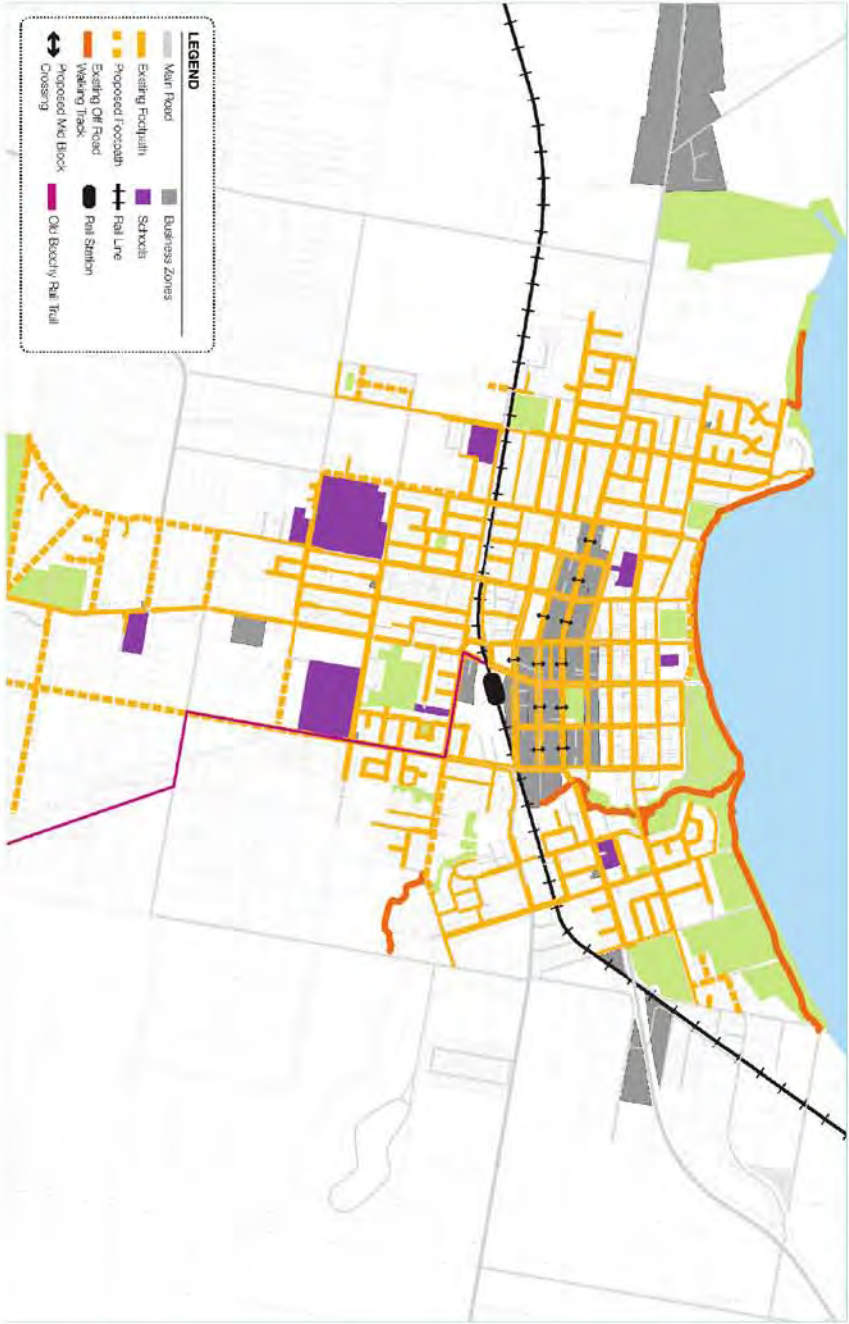 LEGEND
Main Road
Existing Footpath
Proposed Footpath
Existing Off Road
Walking Track
Proposed Mid Block
Crossing
Business Zones
Schools
Rail Line
Rail Station
Old Beechy Rail Trail